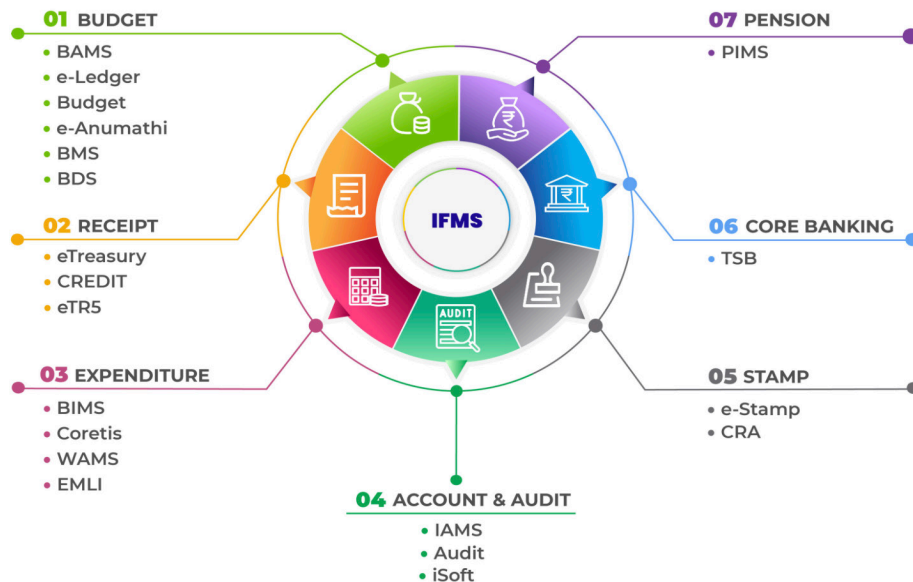 01 BUDGET
• BAMS
• e-Ledger
• Budget
• e-Anumathi
• BMS
• BDS
02 RECEIPT
• eTreasury
• CREDIT
• eTR5
03 EXPENDITURE
• BIMS
• Coretis
• WAMS
• EMLI
04 ACCOUNT & AUDIT
• IAMS
• Audit
• iSoft
05 STAMP
• e-Stamp
• CRA
06 CORE BANKING
• TSB
07 PENSION
• PIMS
IFMS
₹
₹
AUDIT